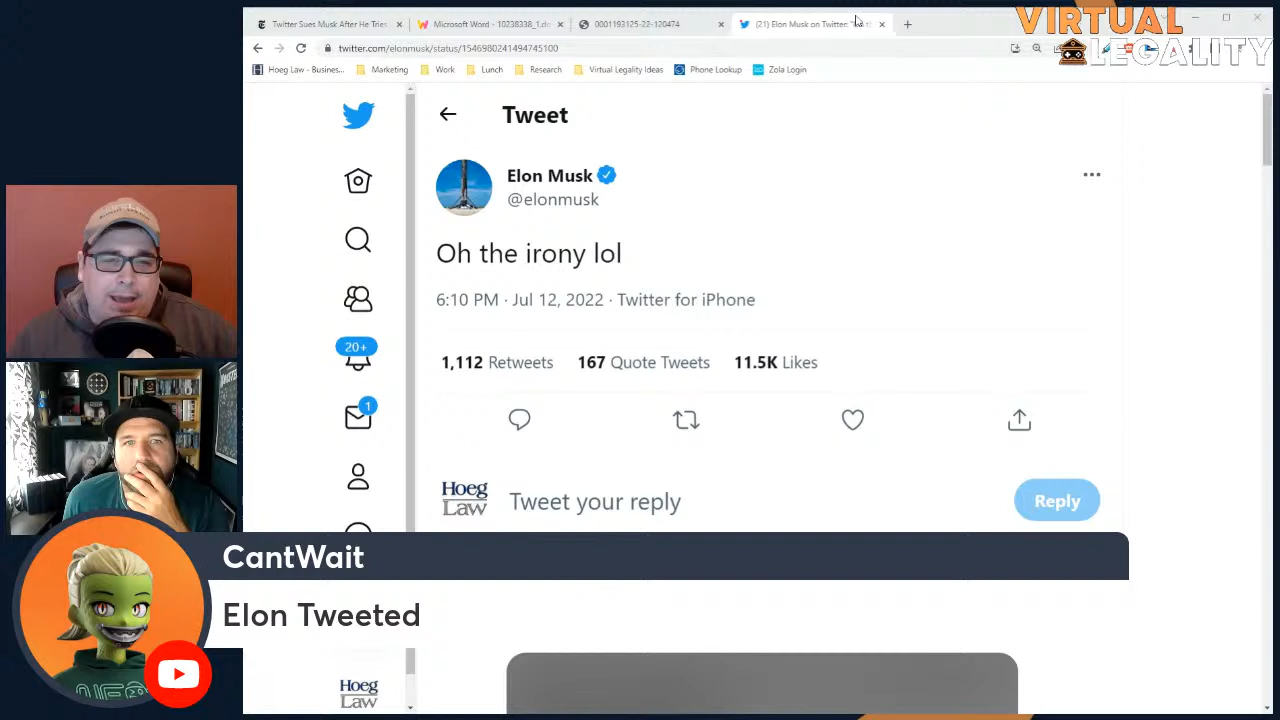 Twitter Sues Musk After He Tries
Microsoft Word - 10238338_1.do
0001193125-22-120474
(21) Elon Musk on Twitter:
VIRTUAL
LEGALITY
twitter.com/elonmusk/status/1546980241494745100
Hoeg Law - Busines...
Marketing
Work
Lunch
Research
Virtual Legality Ideas
Phone Lookup
Zola Login
Tweet
Elon Musk
@elonmusk
Oh the irony lol
6:10 PM · Jul 12, 2022 · Twitter for iPhone
1,112 Retweets 167 Quote Tweets 11.5K Likes
20+
1
Hoeg
Law
Tweet your reply
Reply
CantWait
Elon Tweeted
Hoeg
Law